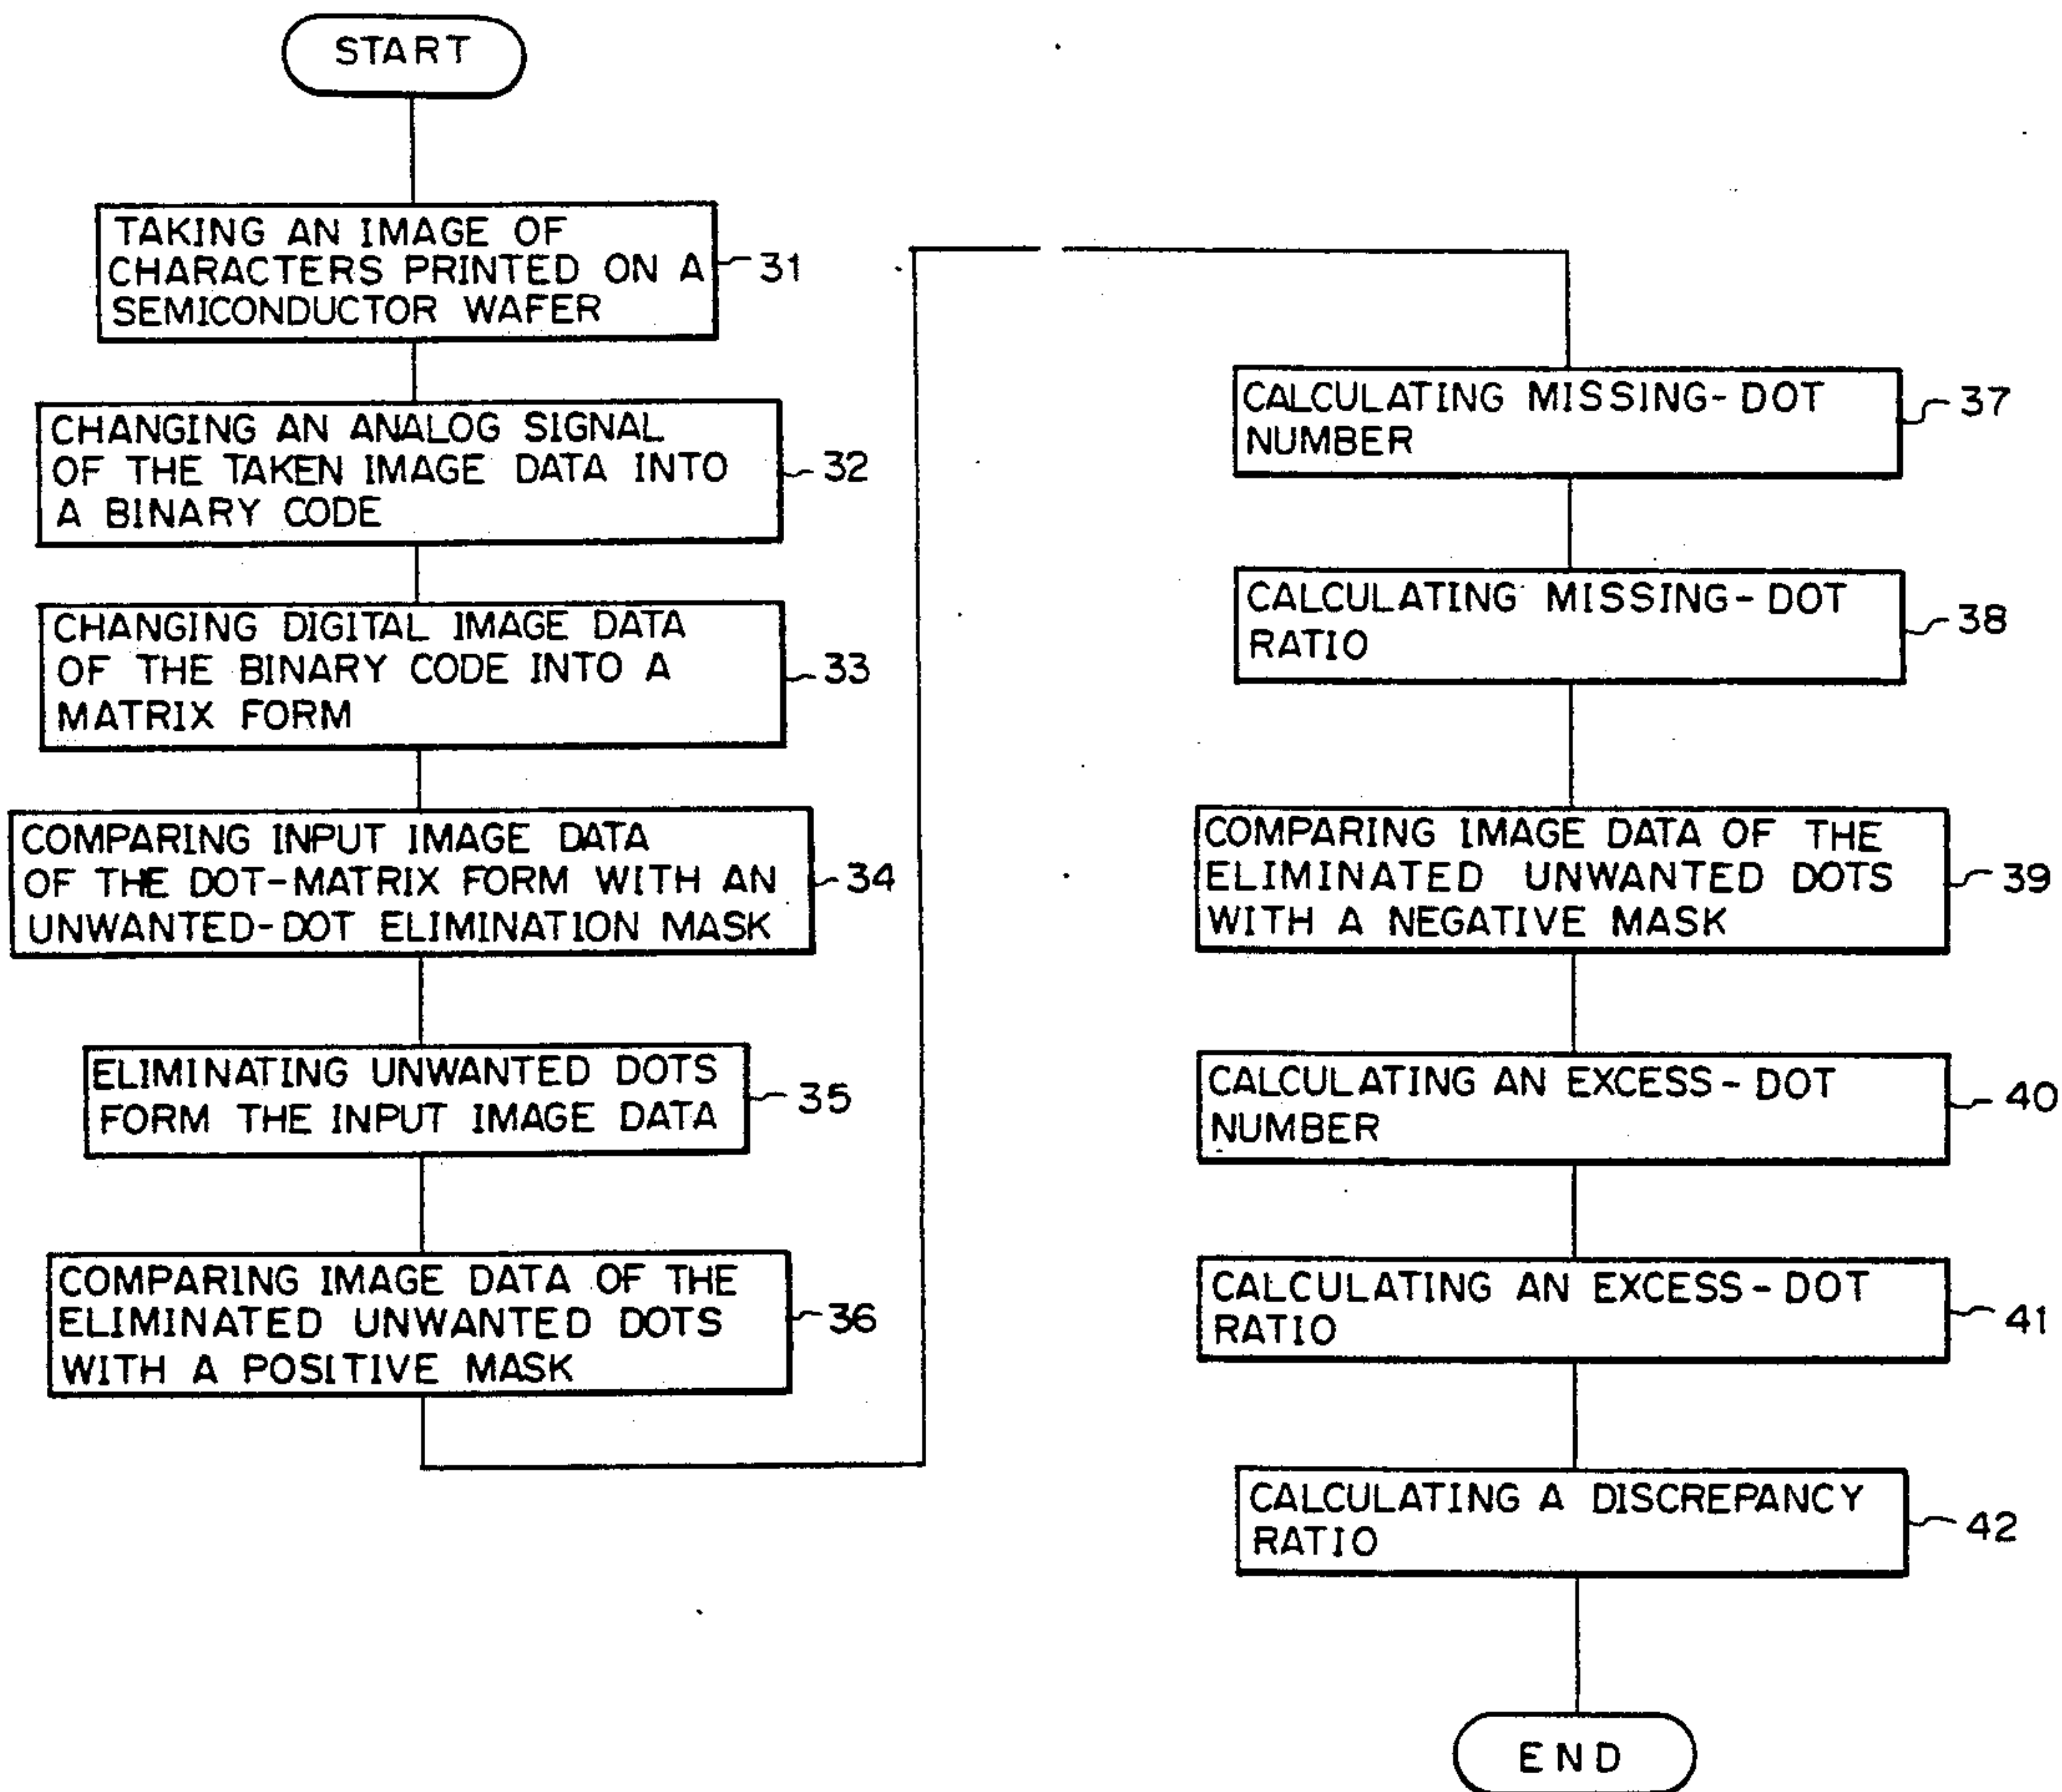 START
TAKING AN IMAGE OF
CHARACTERS PRINTED ON A
SEMICONDUCTOR WAFER
31
CHANGING AN ANALOG SIGNAL
OF THE TAKEN IMAGE DATA INTO
A BINARY CODE
32
CHANGING DIGITAL IMAGE DATA
OF THE BINARY CODE INTO A
MATRIX FORM
33
COMPARING INPUT IMAGE DATA
OF THE DOT-MATRIX FORM WITH AN
UNWANTED-DOT ELIMINATION MASK
34
ELIMINATING UNWANTED DOTS
FORM THE INPUT IMAGE DATA
35
COMPARING IMAGE DATA OF THE
ELIMINATED UNWANTED DOTS
WITH A POSITIVE MASK
36
CALCULATING MISSING-DOT
NUMBER
37
CALCULATING MISSING-DOT
RATIO
38
COMPARING IMAGE DATA OF THE
ELIMINATED UNWANTED DOTS
WITH A NEGATIVE MASK
39
CALCULATING AN EXCESS-DOT
NUMBER
40
CALCULATING AN EXCESS-DOT
RATIO
41
CALCULATING A DISCREPANCY
RATIO
42
END